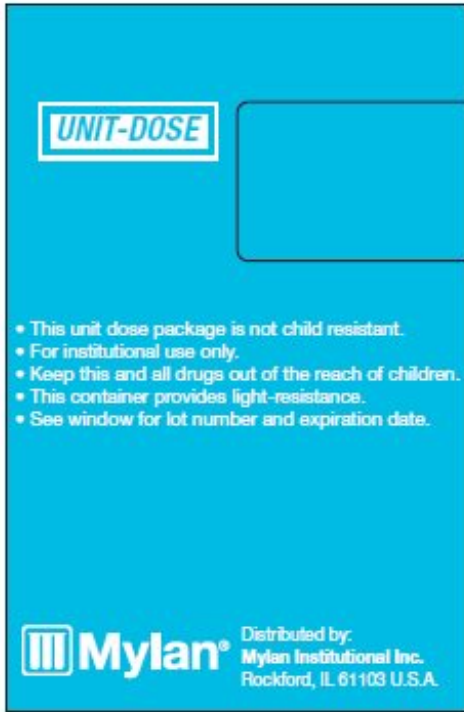 UNIT-DOSE
• This unit dose package is not child resistant.
• For institutional use only.
• Keep this and all drugs out of the reach of children.
• This container provides light-resistance.
• See window for lot number and expiration date.
Mylan®
Distributed by:
Mylan Institutional Inc.
Rockford, IL 61103 U.S.A.